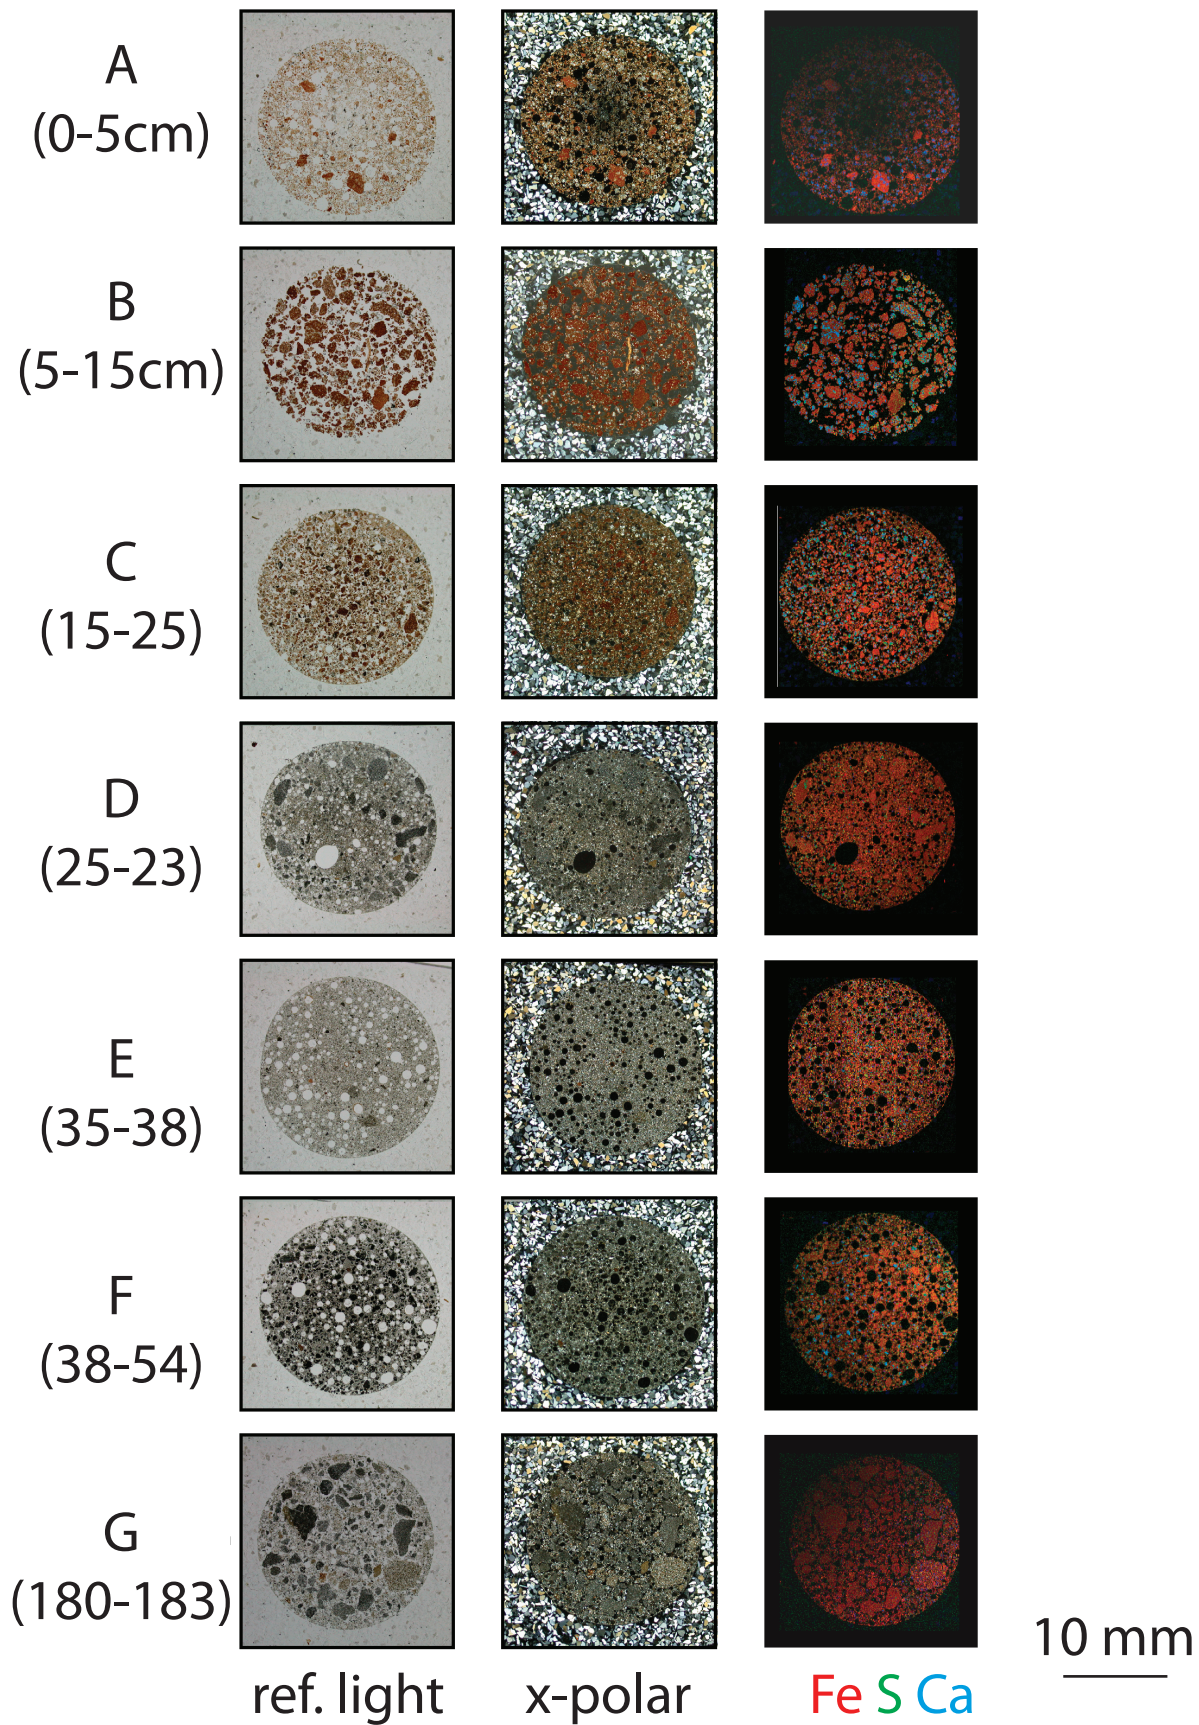 A
(0-5cm)
B
(5-15cm)
C
(15-25)
D
(25-23)
E
(35-38)
F
(38-54)
G
(180-183)
10 mm
ref. light x-polar Fe S Ca